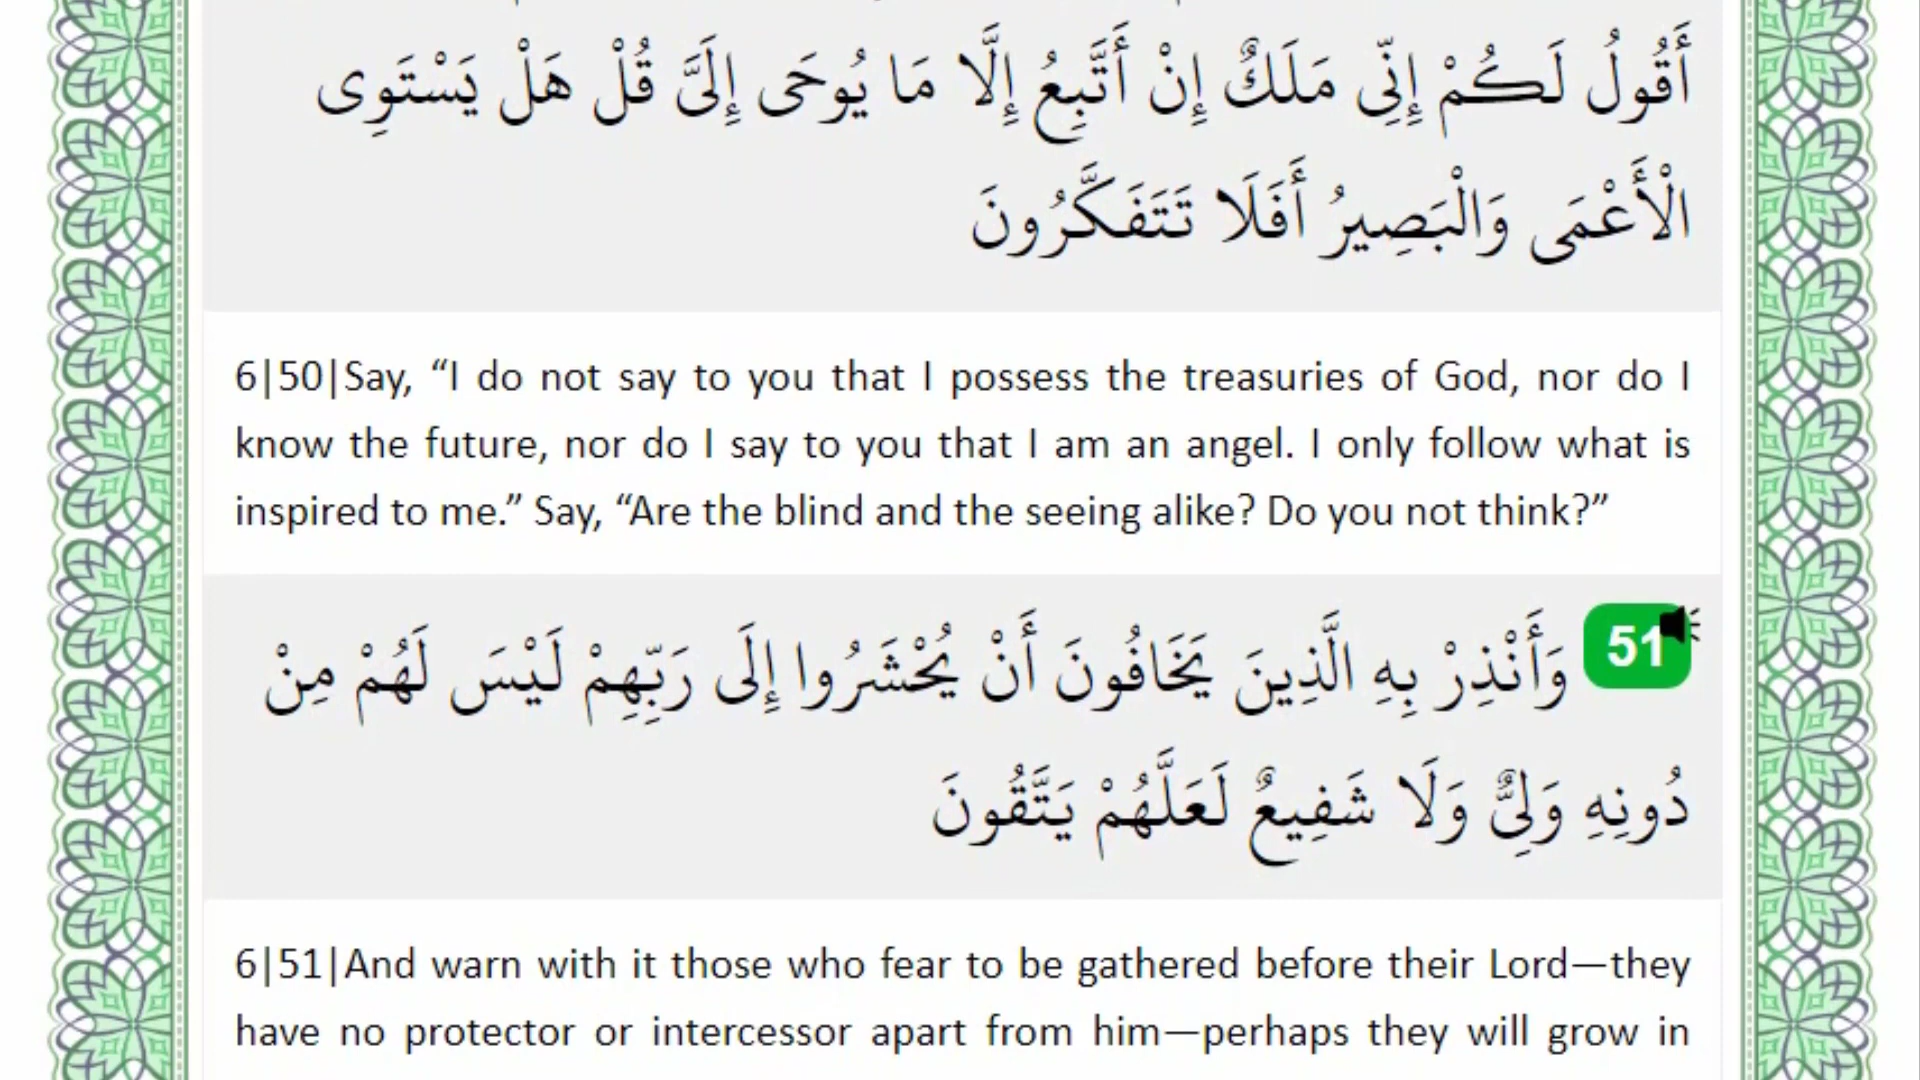 أَقُولُ لَكُمْ إِنِّي مَلَكٌ إِنْ أَتَّبِعُ إِلَّا مَا يُوحَى إِلَيَّ قُلْ هَلْ يَسْتَوِي
الْأَعْمَى وَالْبَصِيرُ أَفَلَا تَتَفَكَّرُونَ
6|50|Say, “I do not say to you that I possess the treasuries of God, nor do I
know the future, nor do I say to you that I am an angel. I only follow what is
inspired to me.” Say, “Are the blind and the seeing alike? Do you not think?”
51 وَأَنْذِرْ بِهِ الَّذِينَ يَخَافُونَ أَنْ يُحْشَرُوا إِلَى رَبِّهِمْ لَيْسَ لَهُمْ مِنْ
دُونِهِ وَلِيٌّ وَلَا شَفِيعٌ لَعَلَّهُمْ يَتَّقُونَ
6|51|And warn with it those who fear to be gathered before their Lord—they
have no protector or intercessor apart from him—perhaps they will grow in